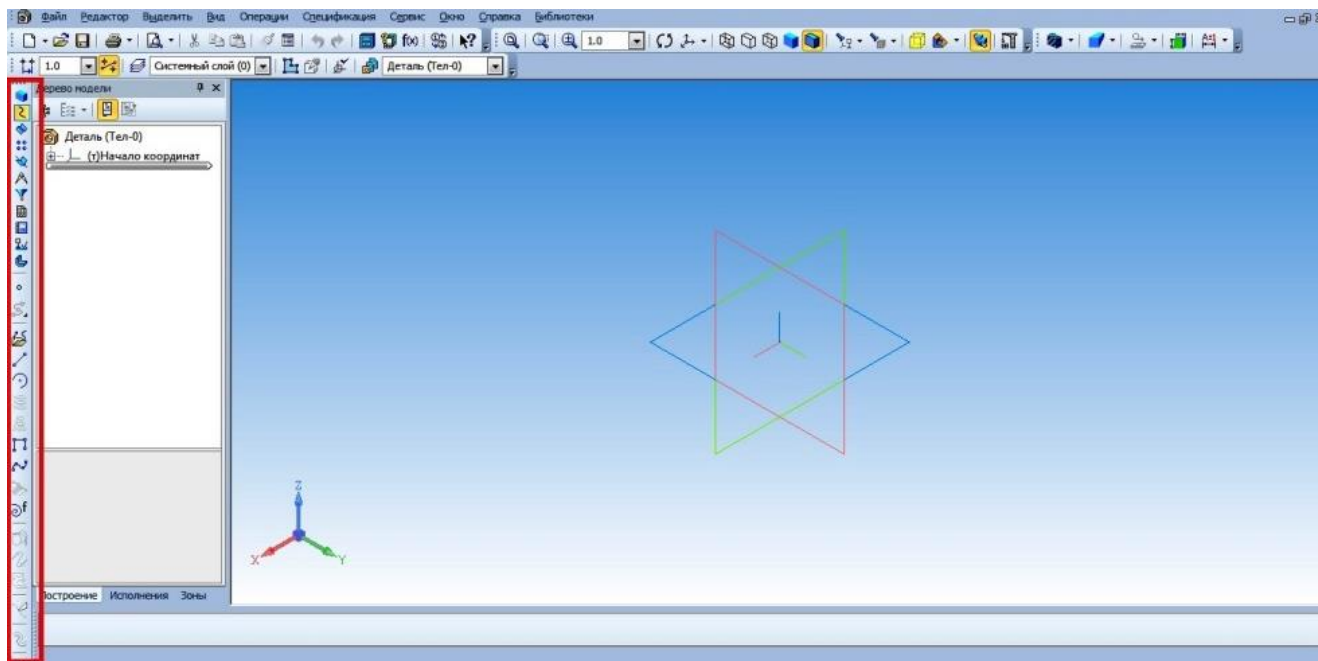 Файл Редактор Выделить Вид Операции Спецификация Сервис Окно Справка Библиотеки
f(x) 1.0
1.0 Системный слой (0) Деталь (Тел-0)
Дерево модели
Деталь (Тел-0)
(т)Начало координат
Z
X Y
Построение Исполнения Зоны